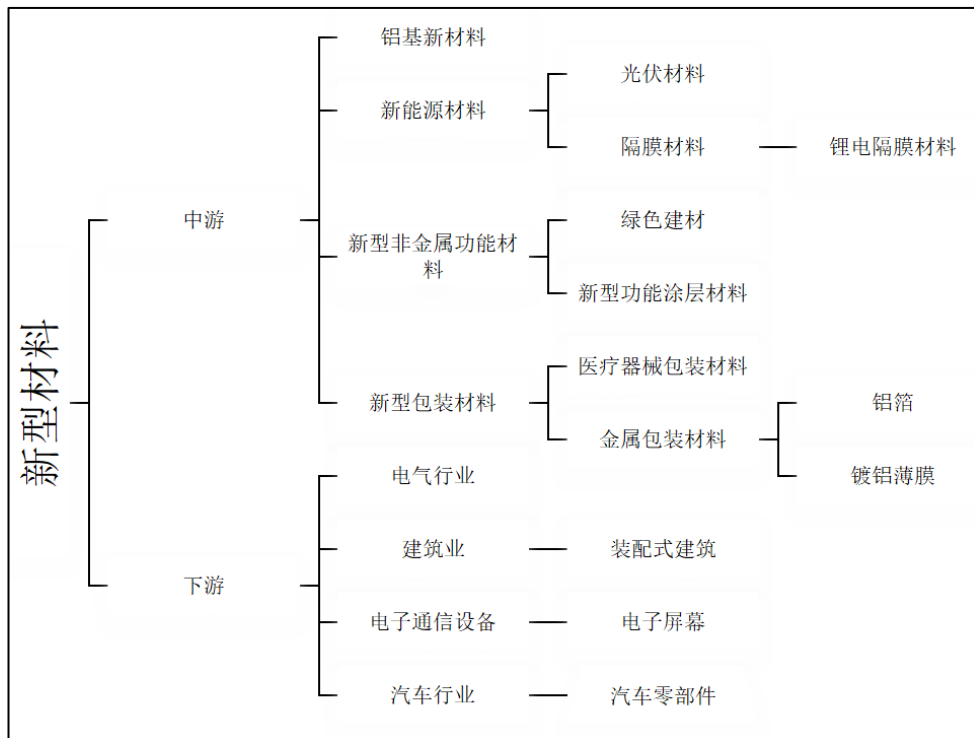 铝基新材料
光伏材料
新能源材料
隔膜材料
锂电隔膜材料
中游
绿色建材
新型非金属功能材
料
新型功能涂层材料
新型材料
医疗器械包装材料
新型包装材料
铝箔
金属包装材料
电气行业
镀铝薄膜
建筑业
装配式建筑
下游
电子通信设备
电子屏幕
汽车行业
汽车零部件